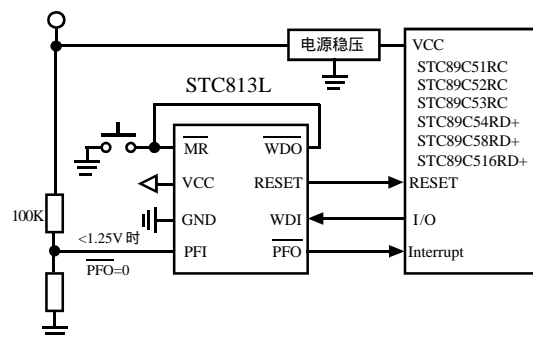 电源稳压
VCC
STC89C51RC
STC89C52RC
STC89C53RC
STC89C54RD+
STC89C58RD+
STC89C516RD+
RESET
I/O
Interrupt
STC813L
MR
WDO
VCC
RESET
GND
WDI
PFI
PFO
100K
<1.25V 时
PFO=0